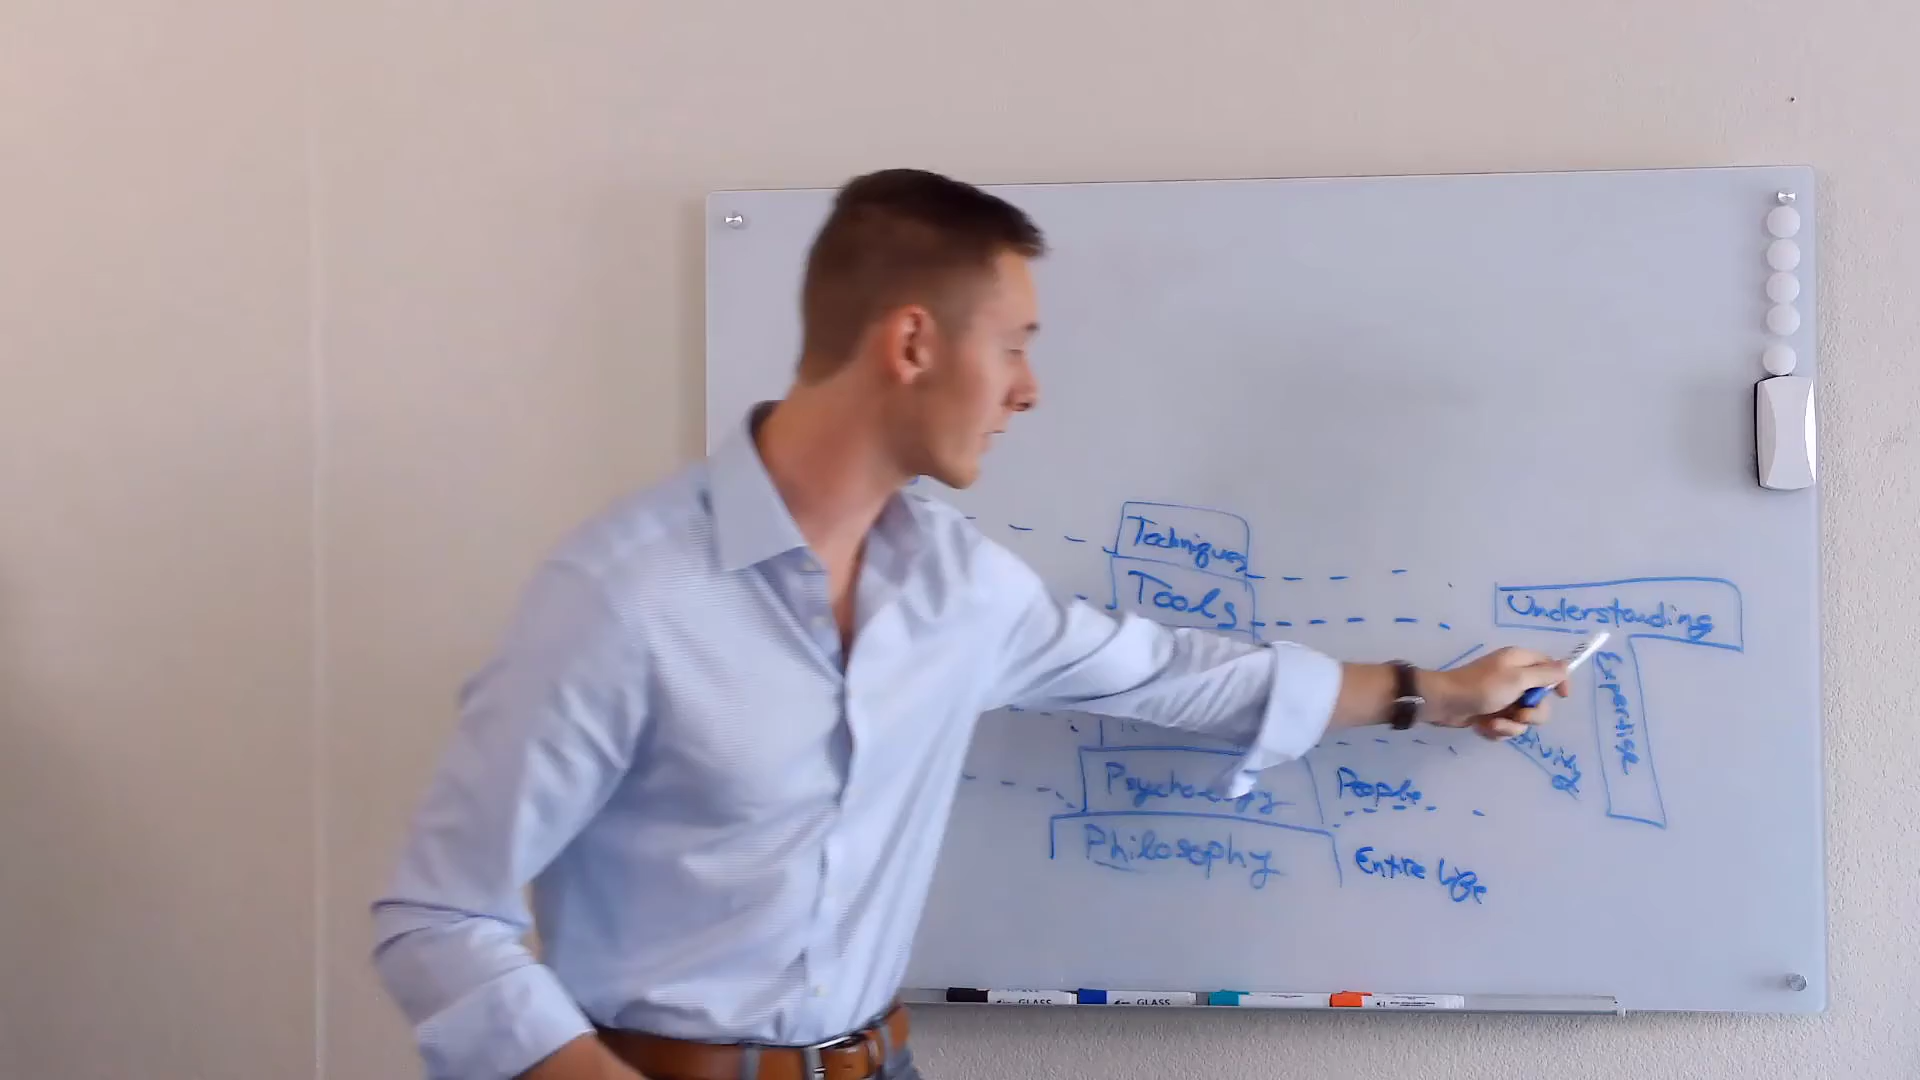 Techniques
Tools
Understanding
Expertise
Psychology
People
Philosophy
Entire life
GLASS
GLASS